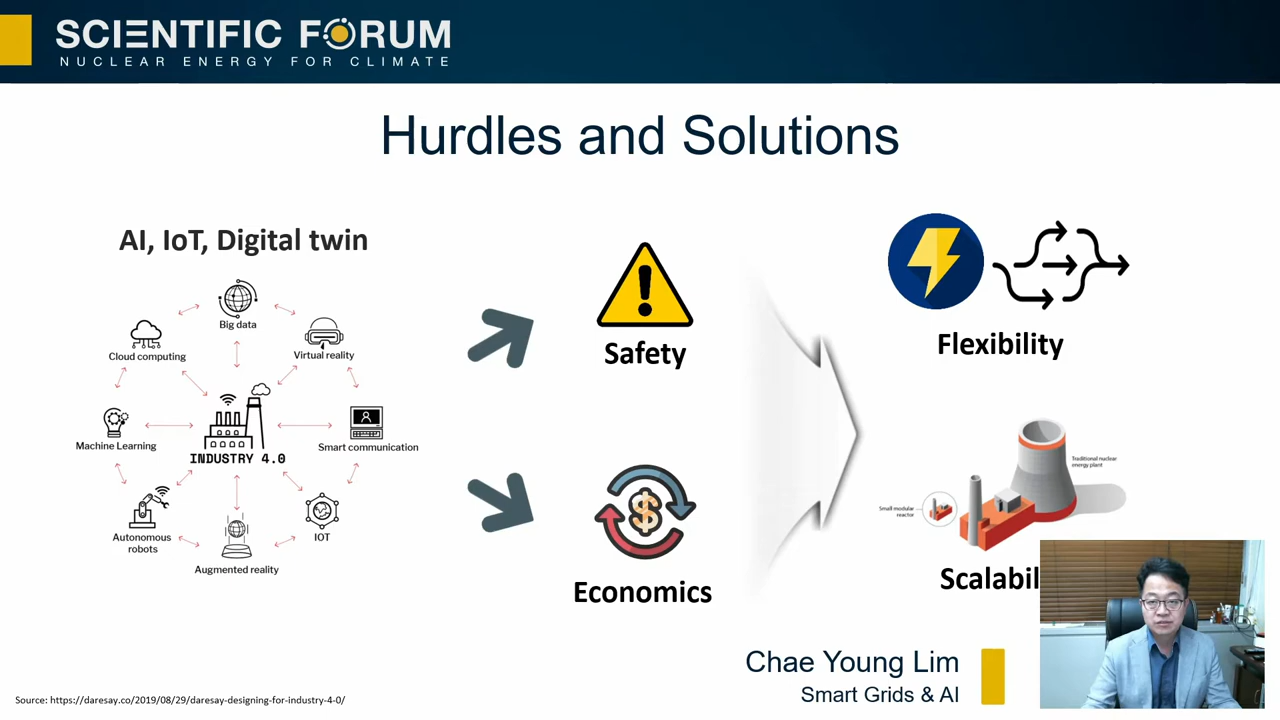 SCIENTIFIC FORUM
NUCLEAR ENERGY FOR CLIMATE
Hurdles and Solutions
AI, IoT, Digital twin
Big data
Cloud computing
Virtual reality
Machine Learning
INDUSTRY 4.0
Smart communication
Autonomous
robots
Augmented reality
IOT
Safety
Economics
Flexibility
Traditional nuclear
energy plant
Small modular
reactor
Scalabil
Chae Young Lim
Smart Grids & AI
Source: https://daresay.co/2019/08/29/daresay-designing-for-industry-4-0/